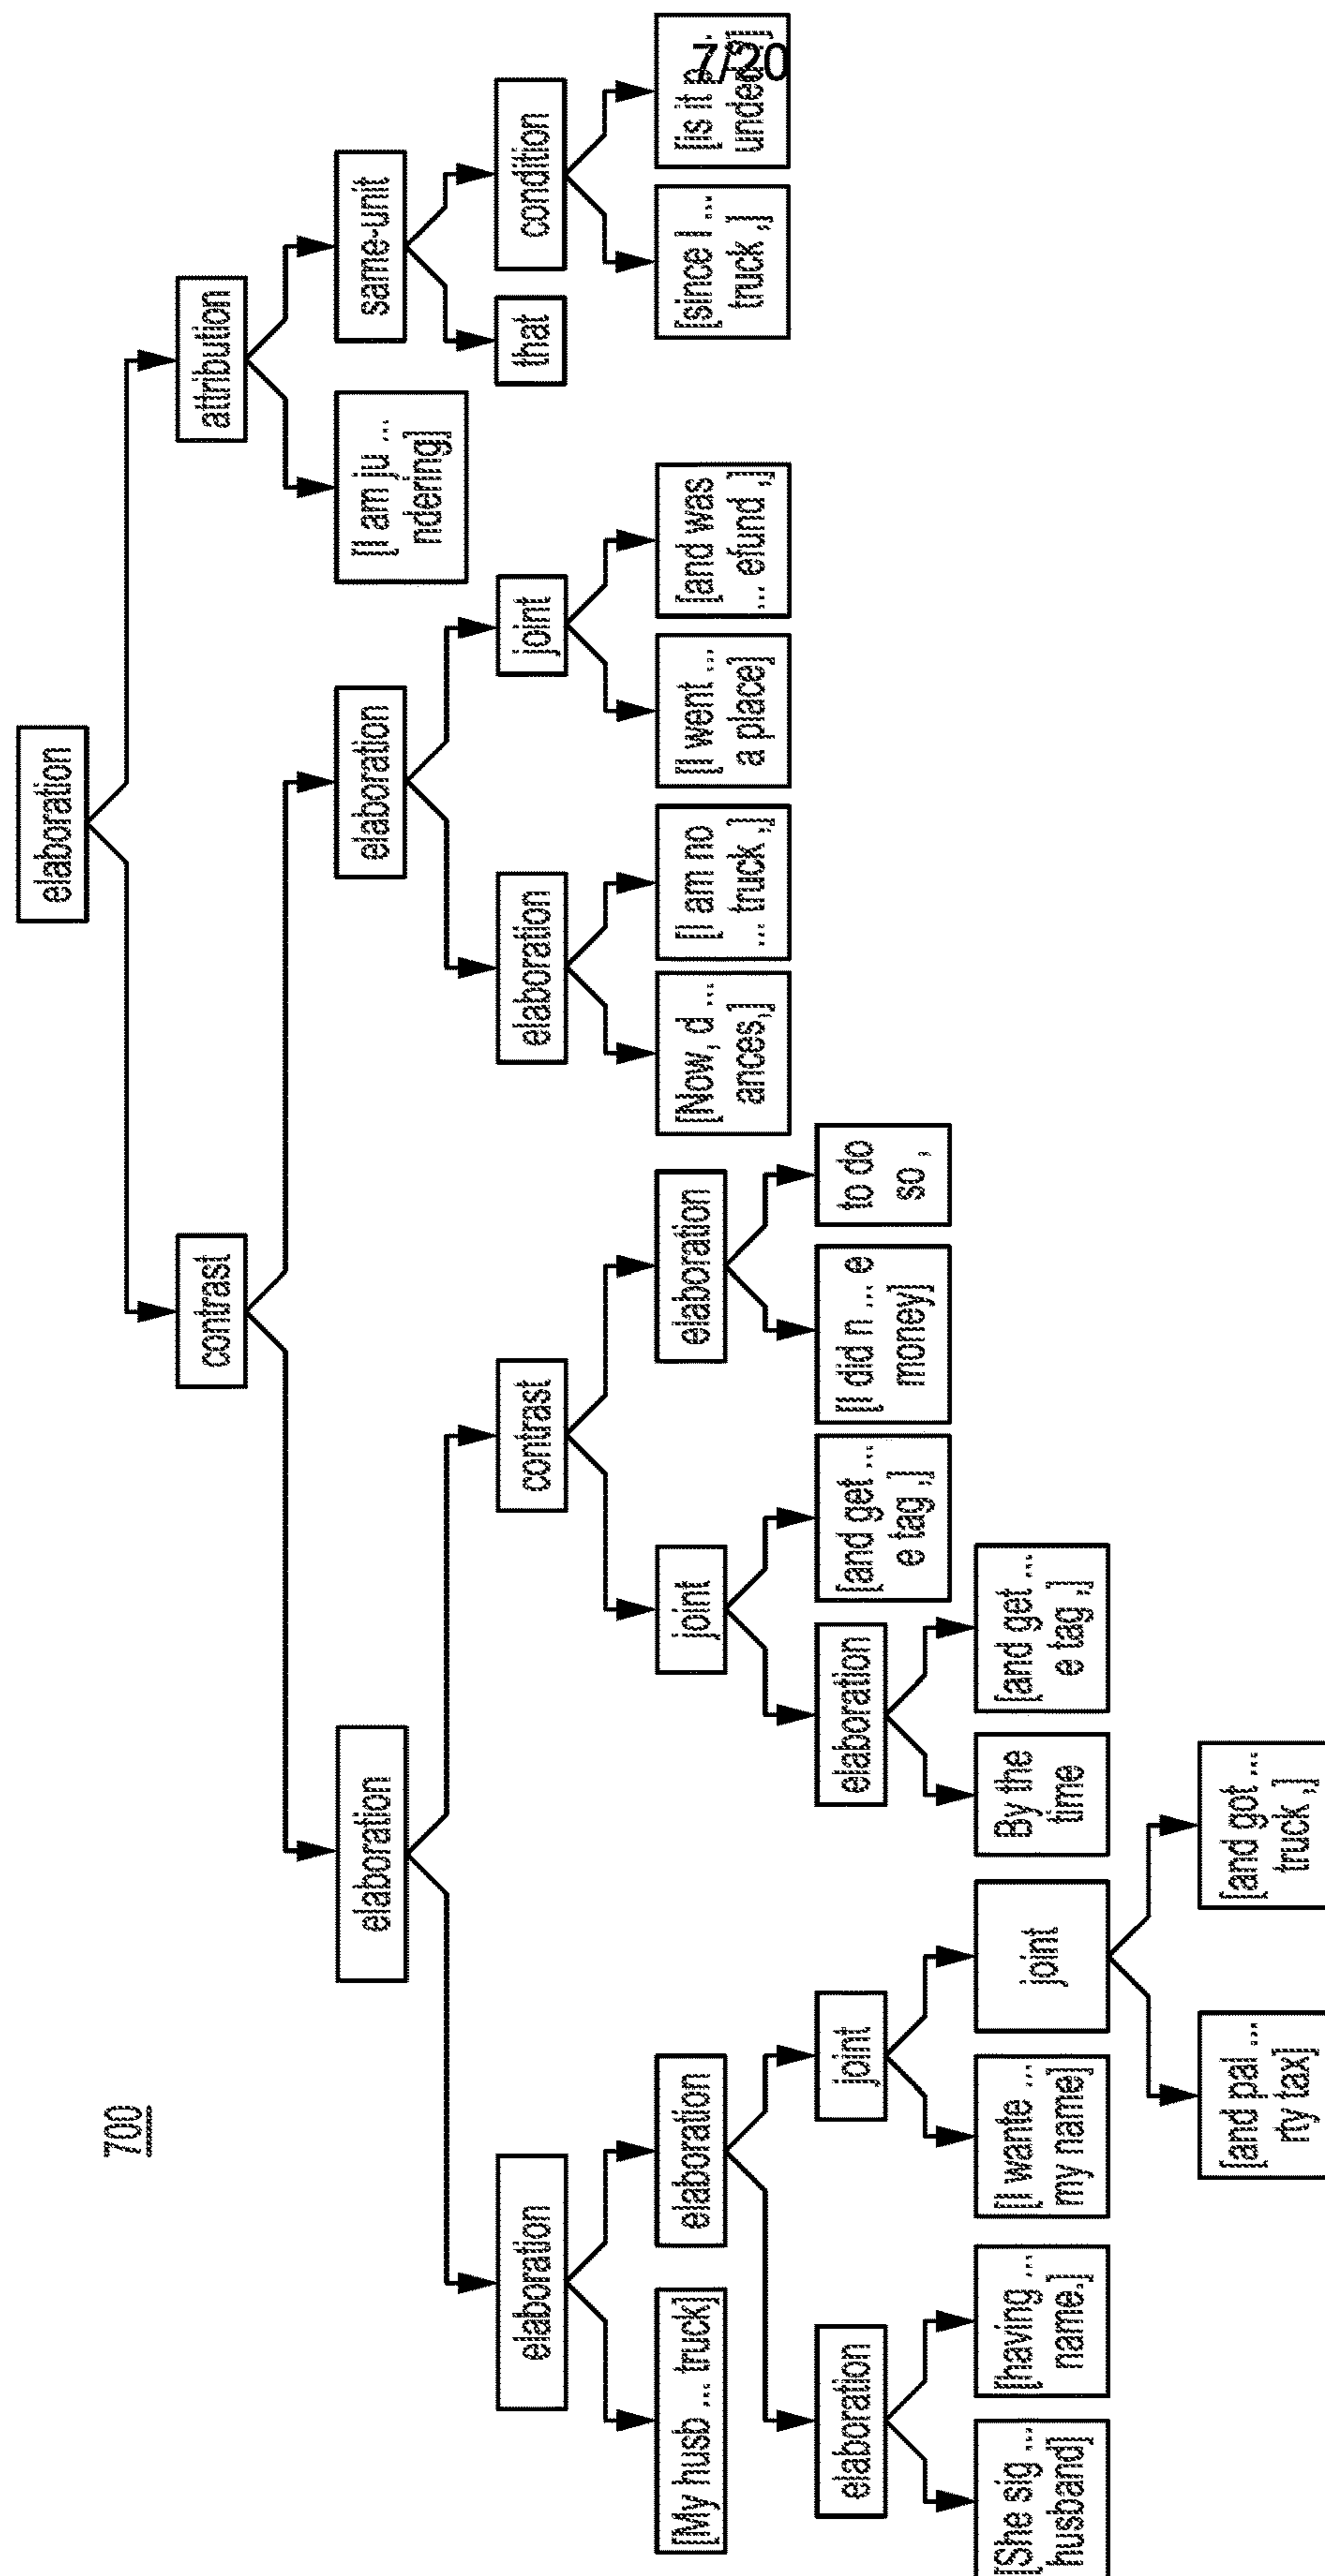 7/20
700
elaboration
contrast
attribution
elaboration
elaboration
[I am ju ...
ndering]
same-unit
elaboration
contrast
elaboration
joint
that
condition
[My husb ... truck]
elaboration
joint
elaboration
[Now, d ...
ances,]
[I am no
... truck ,]
[I went ...
a place]
[and was
... efund ,]
[since I ...
truck ,]
[is it p
under
elaboration
joint
elaboration
[and get ...
e tag ,]
[I did n ... e
money]
to do
so ,
[She sig ...
husband]
[having ...
name.]
[I wante ...
my name]
joint
By the
time
[and get ...
e tag ,]
[and pai ...
rty tax]
[and got ...
truck ,]